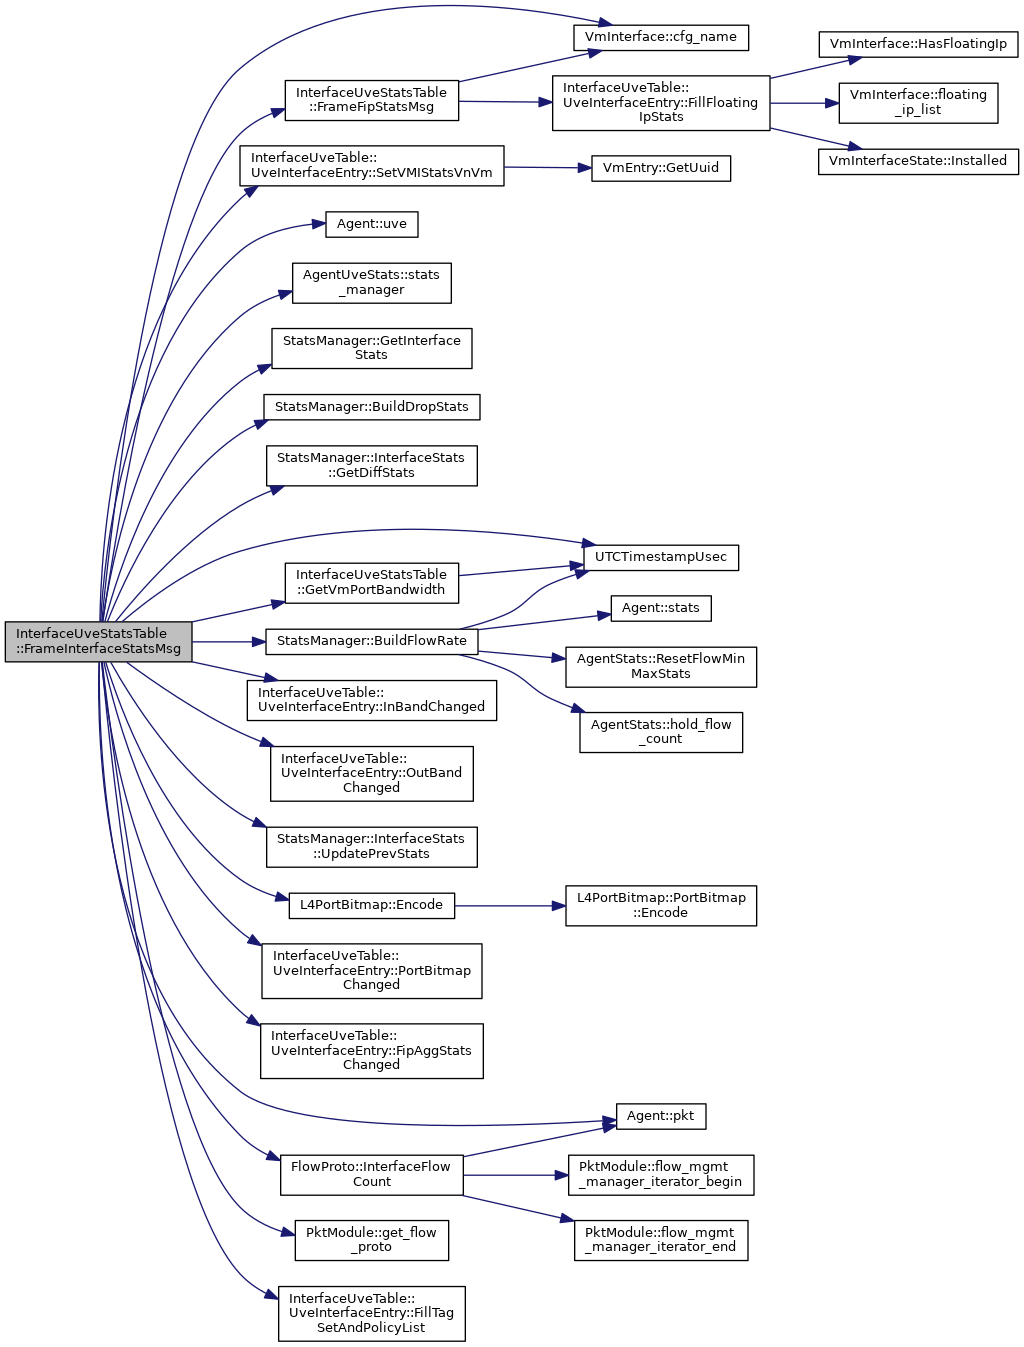 VmInterface::cfg_name
VmInterface::HasFloatingIp
InterfaceUveStatsTable
::FrameFipStatsMsg
InterfaceUveTable::
UveInterfaceEntry::FillFloating
IpStats
VmInterface::floating
_ip_list
VmInterfaceState::Installed
InterfaceUveTable::
UveInterfaceEntry::SetVMIStatsVnVm
VmEntry::GetUuid
Agent::uve
AgentUveStats::stats
_manager
StatsManager::GetInterface
Stats
StatsManager::BuildDropStats
StatsManager::InterfaceStats
::GetDiffStats
UTCTimestampUsec
InterfaceUveStatsTable
::GetVmPortBandwidth
Agent::stats
InterfaceUveStatsTable
::FrameInterfaceStatsMsg
StatsManager::BuildFlowRate
AgentStats::ResetFlowMin
MaxStats
InterfaceUveTable::
UveInterfaceEntry::InBandChanged
AgentStats::hold_flow
_count
InterfaceUveTable::
UveInterfaceEntry::OutBand
Changed
StatsManager::InterfaceStats
::UpdatePrevStats
L4PortBitmap::Encode
L4PortBitmap::PortBitmap
::Encode
InterfaceUveTable::
UveInterfaceEntry::PortBitmap
Changed
InterfaceUveTable::
UveInterfaceEntry::FipAggStats
Changed
Agent::pkt
FlowProto::InterfaceFlow
Count
PktModule::flow_mgmt
_manager_iterator_begin
PktModule::get_flow
_proto
PktModule::flow_mgmt
_manager_iterator_end
InterfaceUveTable::
UveInterfaceEntry::FillTag
SetAndPolicyList